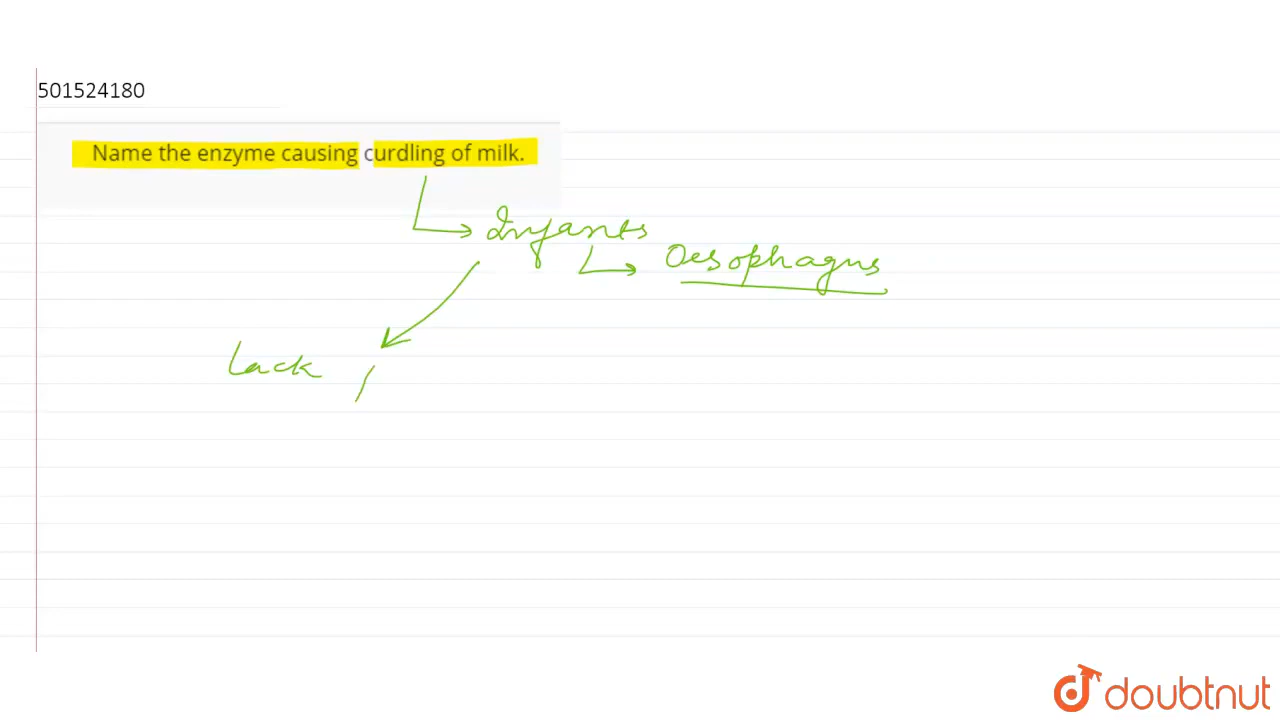 501524180
Name the enzyme causing curdling of milk.
Infants
Oesophagus
Lack
doubtnut